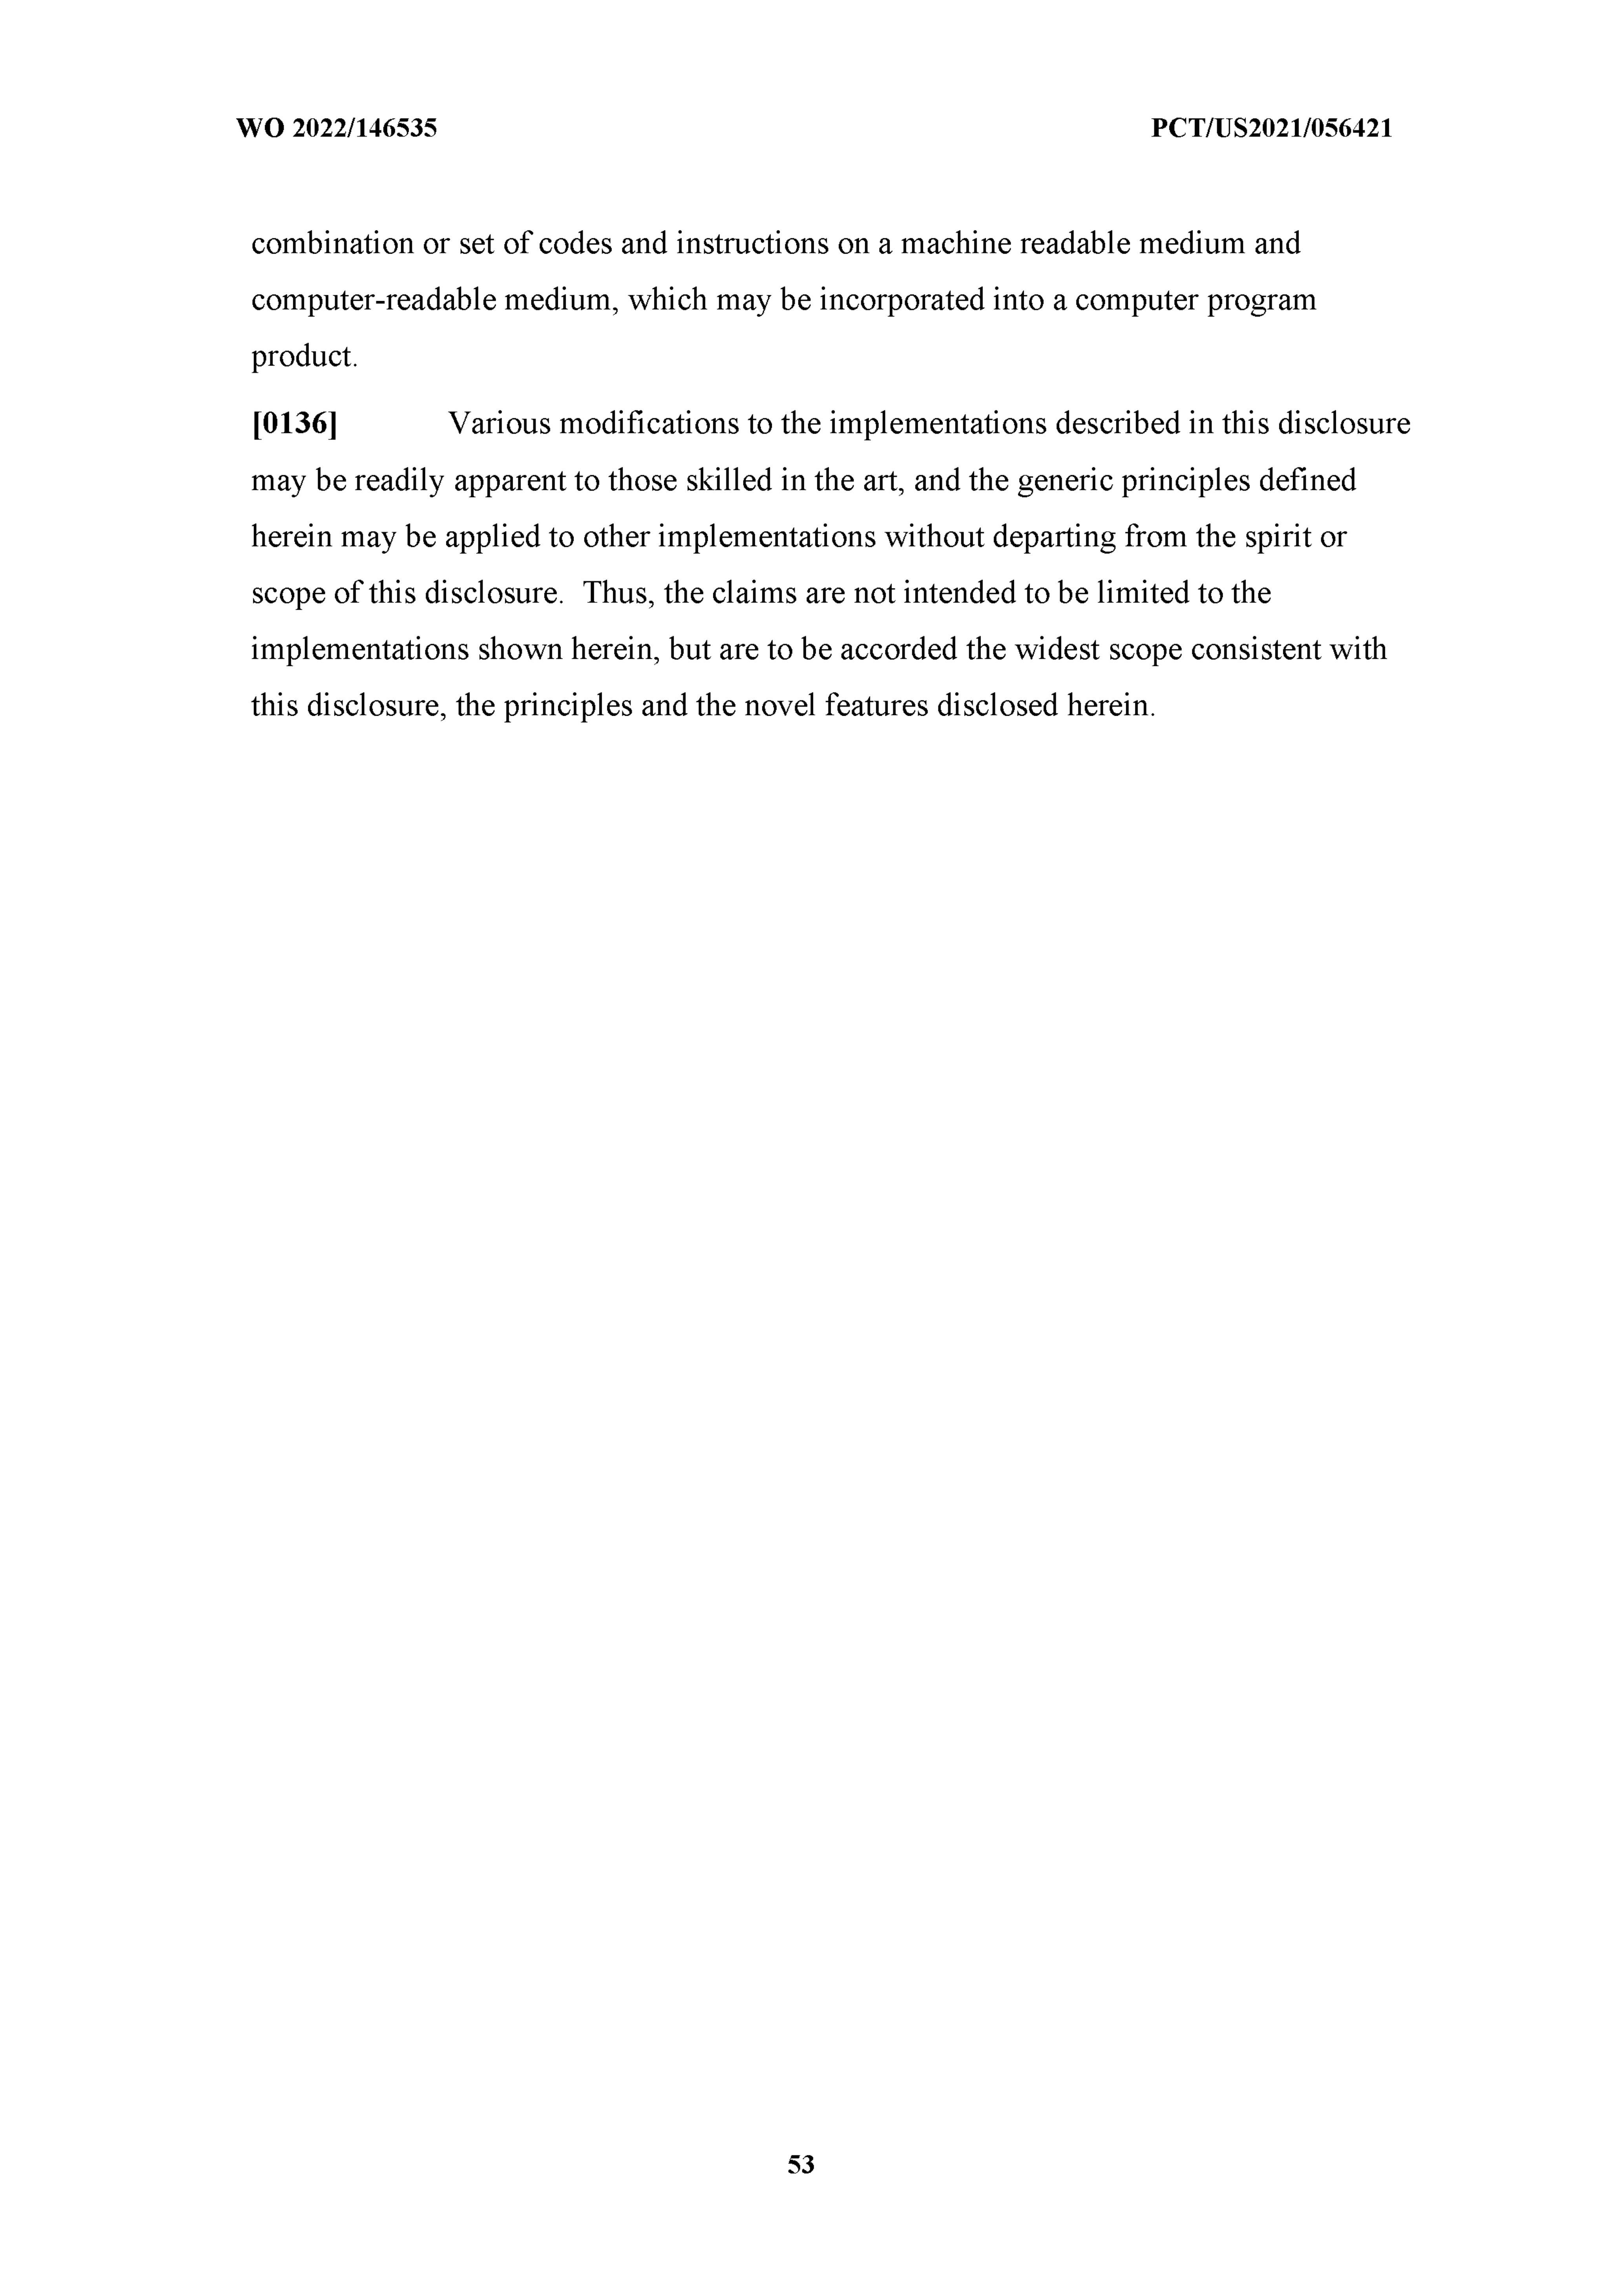 WO 2022/146535 PCT/US2021/056421
combination or set of codes and instructions on a machine readable medium and
computer-readable medium, which may be incorporated into a computer program
product.
[0136] Various modifications to the implementations described in this disclosure
may be readily apparent to those skilled in the art, and the generic principles defined
herein may be applied to other implementations without departing from the spirit or
scope of this disclosure. Thus, the claims are not intended to be limited to the
implementations shown herein, but are to be accorded the widest scope consistent with
this disclosure, the principles and the novel features disclosed herein.
53